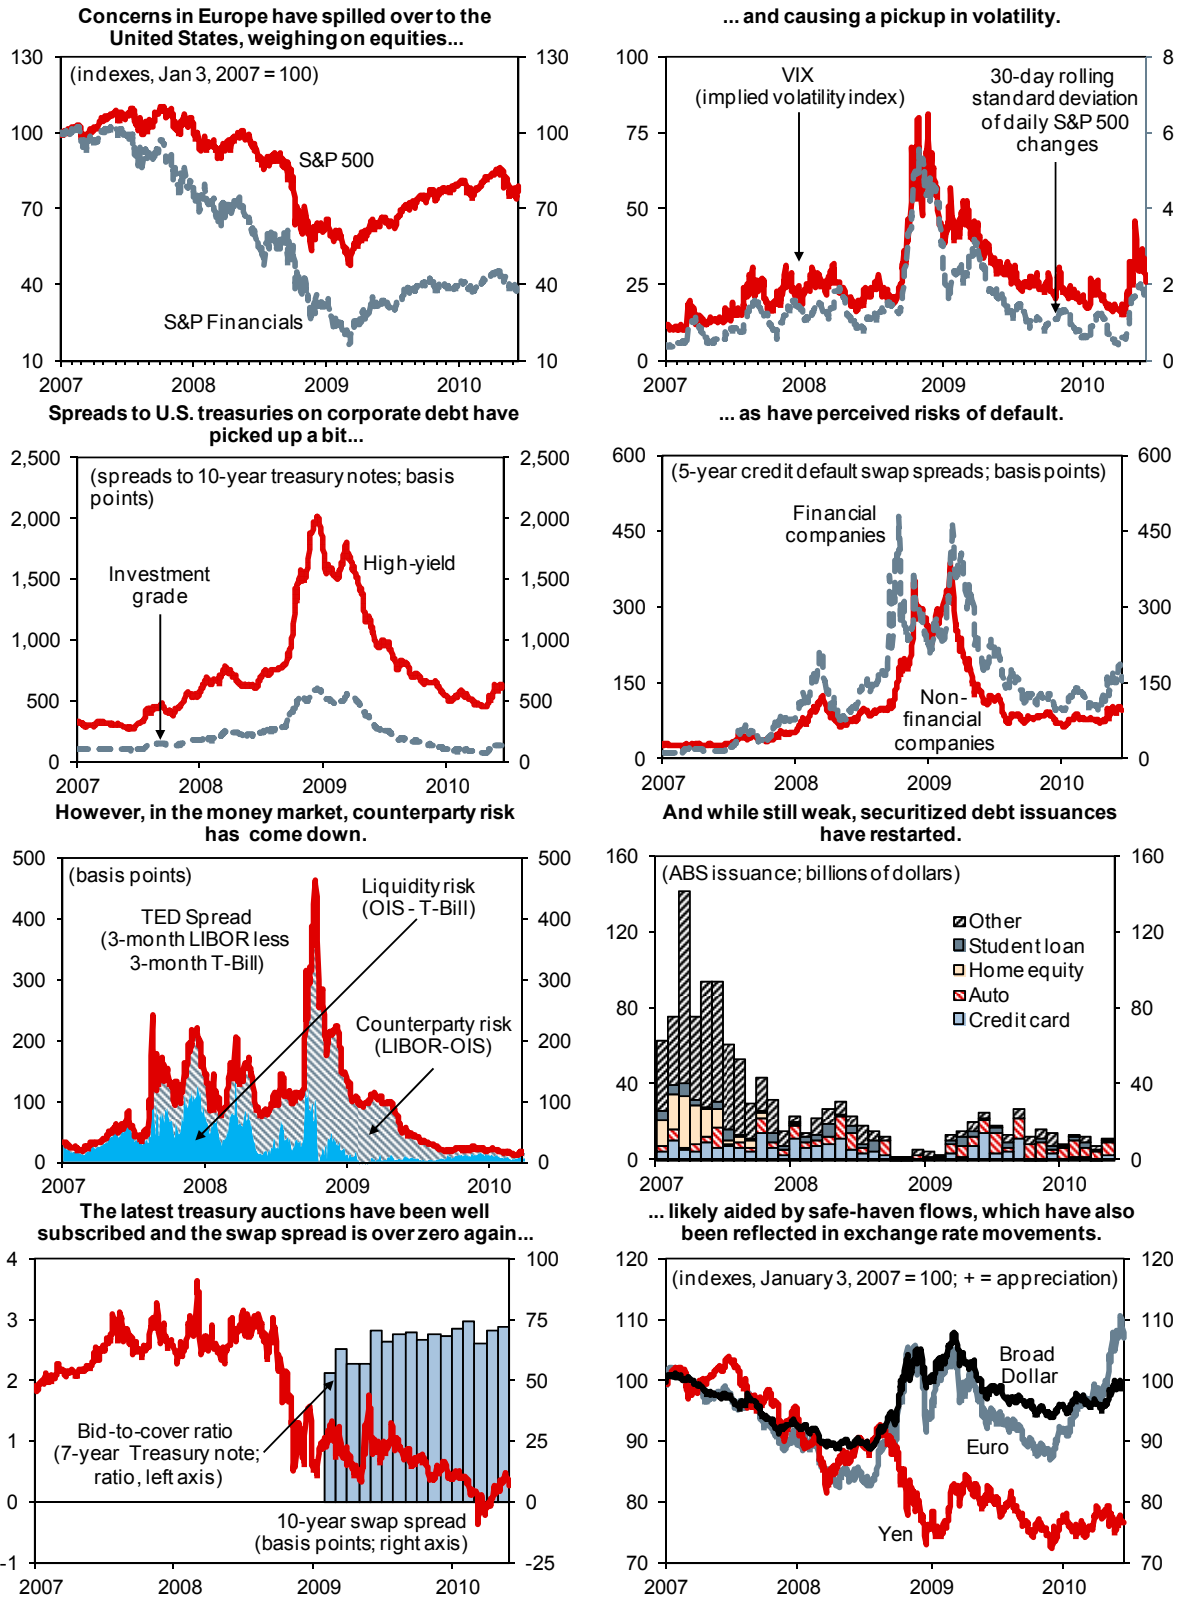 Concerns in Europe have spilled over to the
United States, weighing on equities...
130
100
70
40
10
130
100
70
40
10
(indexes, Jan 3, 2007 = 100)
S&P 500
S&P Financials
2007
2008
2009
2010
... and causing a pickup in volatility.
100
75
50
25
0
8
6
4
2
0
VIX
(implied volatility index)
30-day rolling
standard deviation
of daily S&P 500
changes
2007
2008
2009
2010
Spreads to U.S. treasuries on corporate debt have
picked up a bit...
2,500
2,000
1,500
1,000
500
0
2,500
2,000
1,500
1,000
500
0
(spreads to 10-year treasury notes; basis
points)
Investment
grade
High-yield
2007
2008
2009
2010
... as have perceived risks of default.
600
450
300
150
0
600
450
300
150
0
(5-year credit default swap spreads; basis points)
Financial
companies
Non-
financial
companies
2007
2008
2009
2010
However, in the money market, counterparty risk
has come down.
500
400
300
200
100
0
500
400
300
200
100
0
(basis points)
TED Spread
(3-month LIBOR less
3-month T-Bill)
Liquidity risk
(OIS - T-Bill)
Counterparty risk
(LIBOR-OIS)
2007
2008
2009
2010
And while still weak, securitized debt issuances
have restarted.
160
120
80
40
0
160
120
80
40
0
(ABS issuance; billions of dollars)
Other
Student loan
Home equity
Auto
Credit card
2007
2008
2009
2010
The latest treasury auctions have been well
subscribed and the swap spread is over zero again...
4
3
2
1
0
-1
100
75
50
25
0
-25
Bid-to-cover ratio
(7-year Treasury note;
ratio, left axis)
10-year swap spread
(basis points; right axis)
2007
2008
2009
2010
... likely aided by safe-haven flows, which have also
been reflected in exchange rate movements.
120
110
100
90
80
70
120
110
100
90
80
70
(indexes, January 3, 2007 = 100; + = appreciation)
Broad
Dollar
Euro
Yen
2007
2008
2009
2010